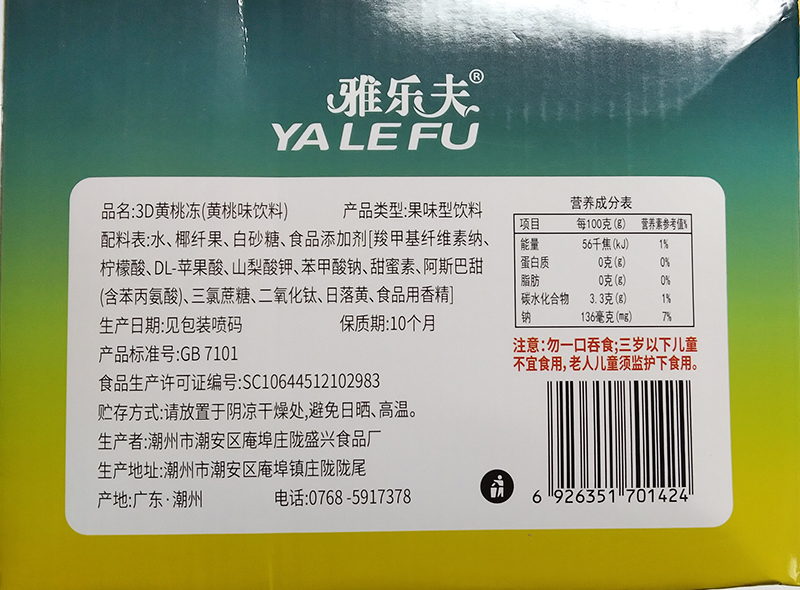 雅乐夫®
YA LE FU
品名:3D黄桃冻(黄桃味饮料) 产品类型:果味型饮料
配料表:水、椰纤果、白砂糖、食品添加剂[羧甲基纤维素纳、
柠檬酸、DL-苹果酸、山梨酸钾、苯甲酸钠、甜蜜素、阿斯巴甜
(含苯丙氨酸)、三氯蔗糖、二氧化钛、日落黄、食品用香精]
生产日期:见包装喷码 保质期:10个月
产品标准号:GB 7101
食品生产许可证编号:SC10644512102983
贮存方式:请放置于阴凉干燥处,避免日晒、高温。
生产者:潮州市潮安区庵埠庄陇盛兴食品厂
生产地址:潮州市潮安区庵埠镇庄陇陇尾
产地:广东·潮州 电话:0768-5917378
营养成分表
项目 每100克(g) 营养素参考值%
能量 56千焦(kJ) 1%
蛋白质 0克(g) 0%
脂肪 0克(g) 0%
碳水化合物 3.3克(g) 1%
钠 136毫克(mg) 7%
注意:勿一口吞食;三岁以下儿童
不宜食用,老人儿童须监护下食用。
6 926351 701424